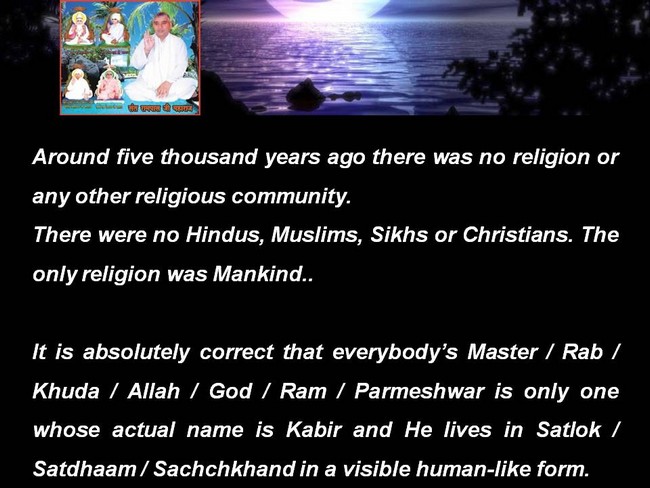 संत रामपाल जी महाराज
Around five thousand years ago there was no religion or
any other religious community.
There were no Hindus, Muslims, Sikhs or Christians. The
only religion was Mankind..
It is absolutely correct that everybody’s Master / Rab /
Khuda / Allah / God / Ram / Parmeshwar is only one
whose actual name is Kabir and He lives in Satlok /
Satdhaam / Sachchkhand in a visible human-like form.